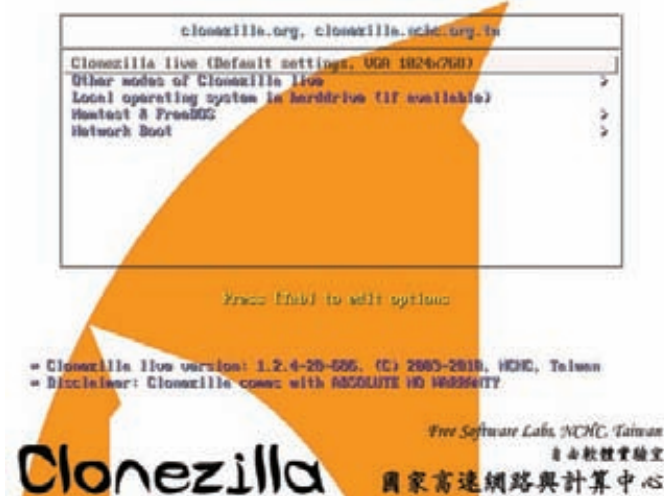 clonezilla.org, clonezilla.nchc.org.tw
Clonezilla live (Default settings, VGA 1024x768)
Other modes of Clonezilla live >
Local operating system in harddrive (if available)
Memtest & FreeDOS >
Network Boot >
Press [Tab] to edit options
* Clonezilla live version: 1.2.4-28-686. (C) 2003-2010, NCHC, Taiwan
* Disclaimer: Clonezilla comes with ABSOLUTE NO WARRANTY
Free Software Labs, NCHC, Taiwan
自由軟體實驗室
Clonezilla 國家高速網路與計算中心